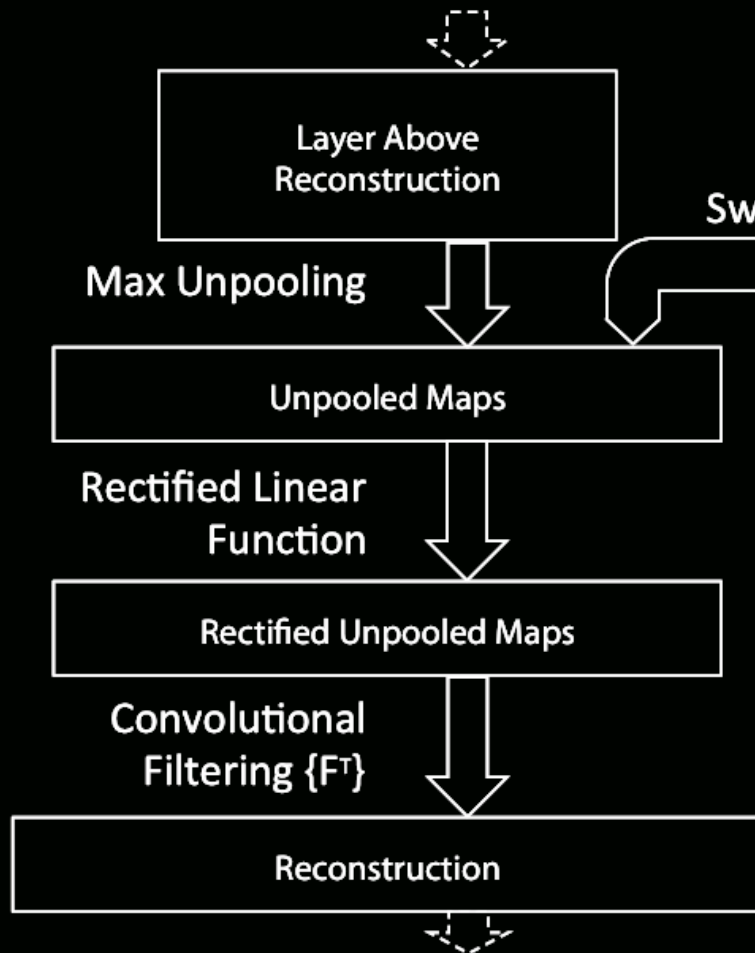 Layer Above
Reconstruction
Sw
Max Unpooling
Unpooled Maps
Rectified Linear
Function
Rectified Unpooled Maps
Convolutional
Filtering {Fᵀ}
Reconstruction